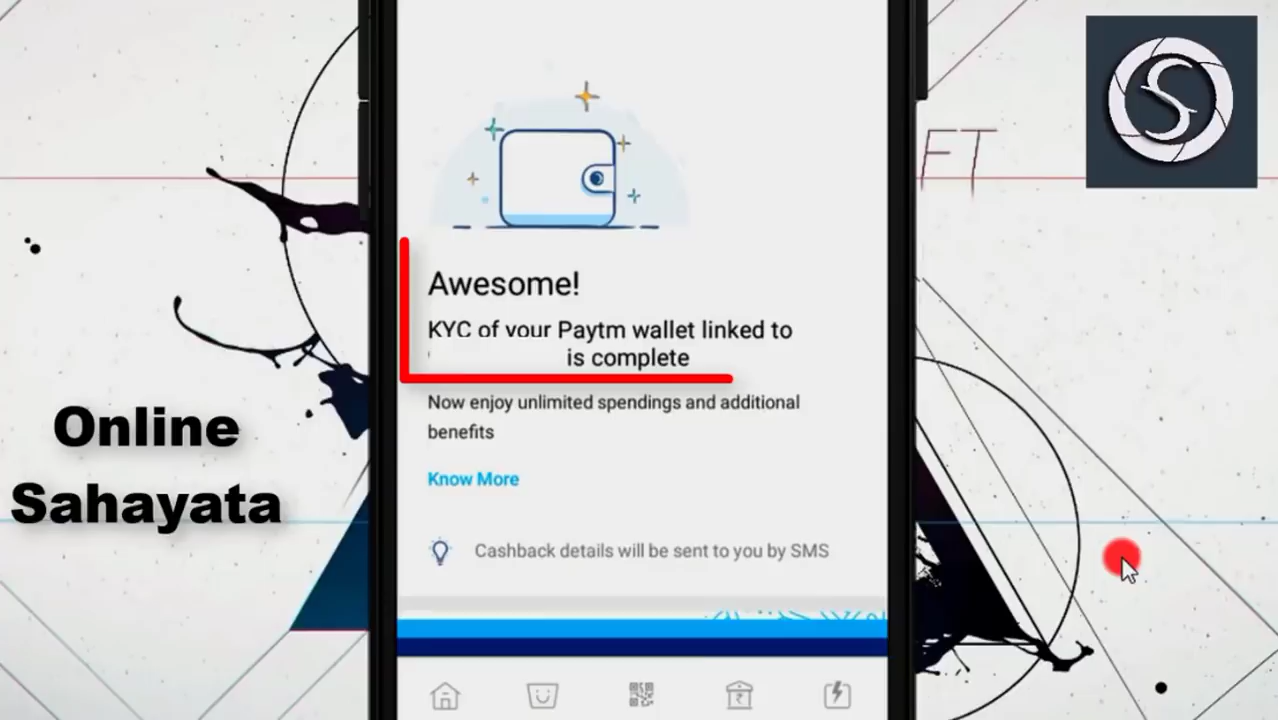 FT
Awesome!
KYC of your Paytm wallet linked to
is complete
Now enjoy unlimited spendings and additional
benefits
Know More
Cashback details will be sent to you by SMS
Online
Sahayata